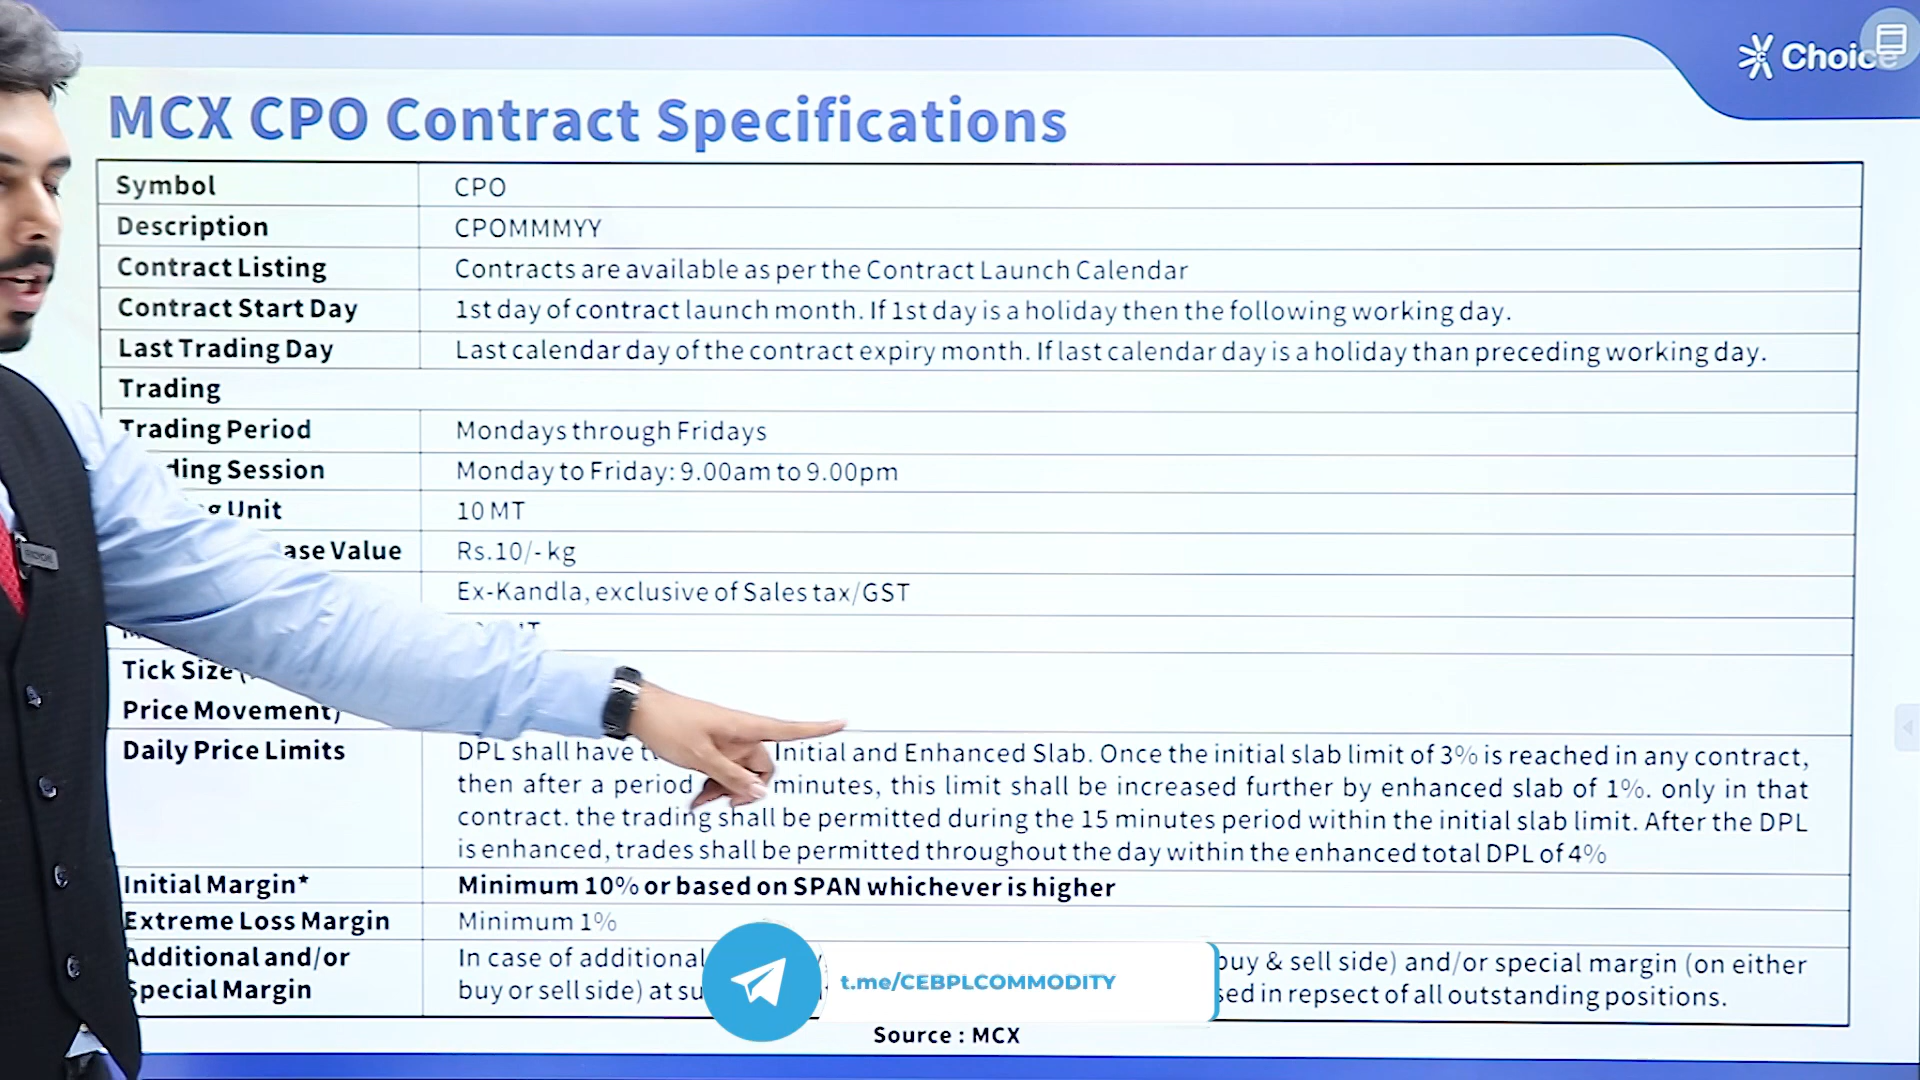 Choice
MCX CPO Contract Specifications
Symbol CPO
Description CPOMMMYY
Contract Listing Contracts are available as per the Contract Launch Calendar
Contract Start Day 1st day of contract launch month. If 1st day is a holiday then the following working day.
Last Trading Day Last calendar day of the contract expiry month. If last calendar day is a holiday than preceding working day.
Trading
Trading Period Mondays through Fridays
ding Session Monday to Friday: 9.00am to 9.00pm
Unit 10 MT
ase Value Rs.10/- kg
Ex-Kandla, exclusive of Sales tax/GST
Tick Size
Price Movement)
Daily Price Limits DPL shall have Initial and Enhanced Slab. Once the initial slab limit of 3% is reached in any contract,
then after a period minutes, this limit shall be increased further by enhanced slab of 1%. only in that
contract. the trading shall be permitted during the 15 minutes period within the initial slab limit. After the DPL
is enhanced, trades shall be permitted throughout the day within the enhanced total DPL of 4%
Initial Margin* Minimum 10% or based on SPAN whichever is higher
Extreme Loss Margin Minimum 1%
Additional and/or In case of additional buy & sell side) and/or special margin (on either
Special Margin buy or sell side) at su sed in repsect of all outstanding positions.
t.me/CEBPLCOMMODITY
Source : MCX